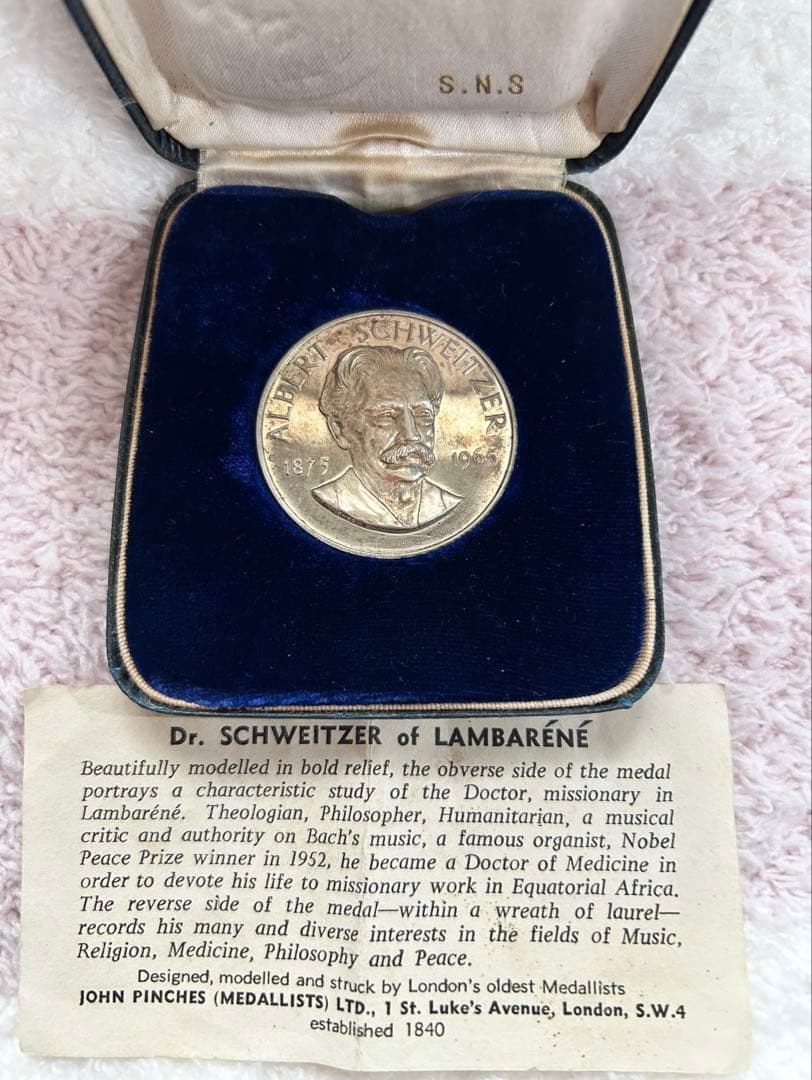 S.N.S
ALBERT SCHWEITZER
1875 1965
Dr. SCHWEITZER of LAMBARÉNÉ
Beautifully modelled in bold relief, the obverse side of the medal
portrays a characteristic study of the Doctor, missionary in
Lambaréné. Theologian, Philosopher, Humanitarian, a musical
critic and authority on Bach's music, a famous organist, Nobel
Peace Prize winner in 1952, he became a Doctor of Medicine in
order to devote his life to missionary work in Equatorial Africa.
The reverse side of the medal—within a wreath of laurel—
records his many and diverse interests in the fields of Music,
Religion, Medicine, Philosophy and Peace.
Designed, modelled and struck by London's oldest Medallists
JOHN PINCHES (MEDALLISTS) LTD., 1 St. Luke's Avenue, London, S.W.4
established 1840